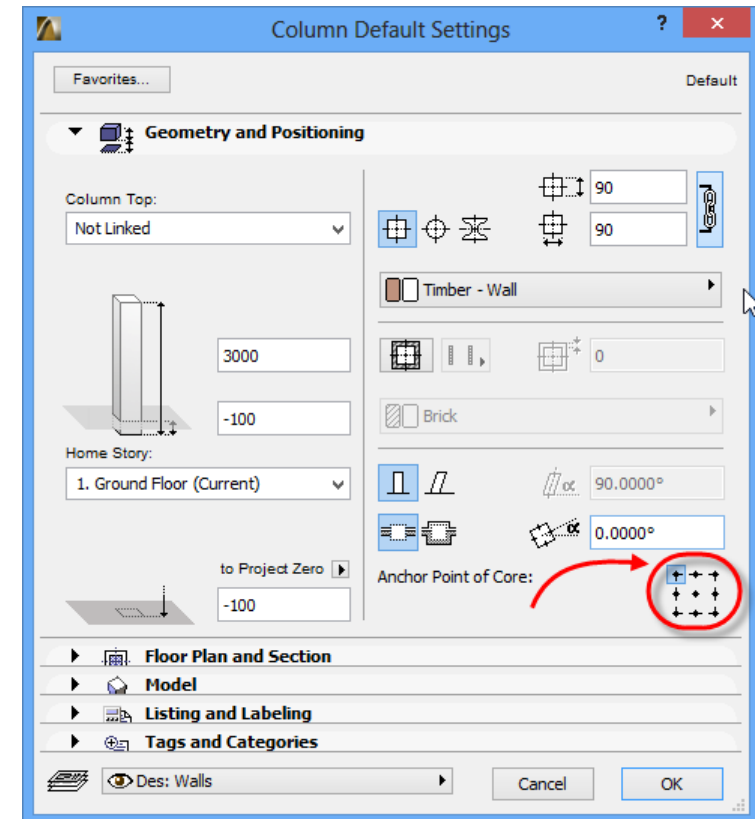 Column Default Settings ?
Favorites...
Default
Geometry and Positioning
Column Top:
Not Linked
3000
-100
Home Story:
1. Ground Floor (Current)
to Project Zero
-100
90
90
Timber - Wall
0
Brick
α 90.0000°
α 0.0000°
Anchor Point of Core:
Floor Plan and Section
Model
Listing and Labeling
Tags and Categories
Des: Walls
Cancel
OK